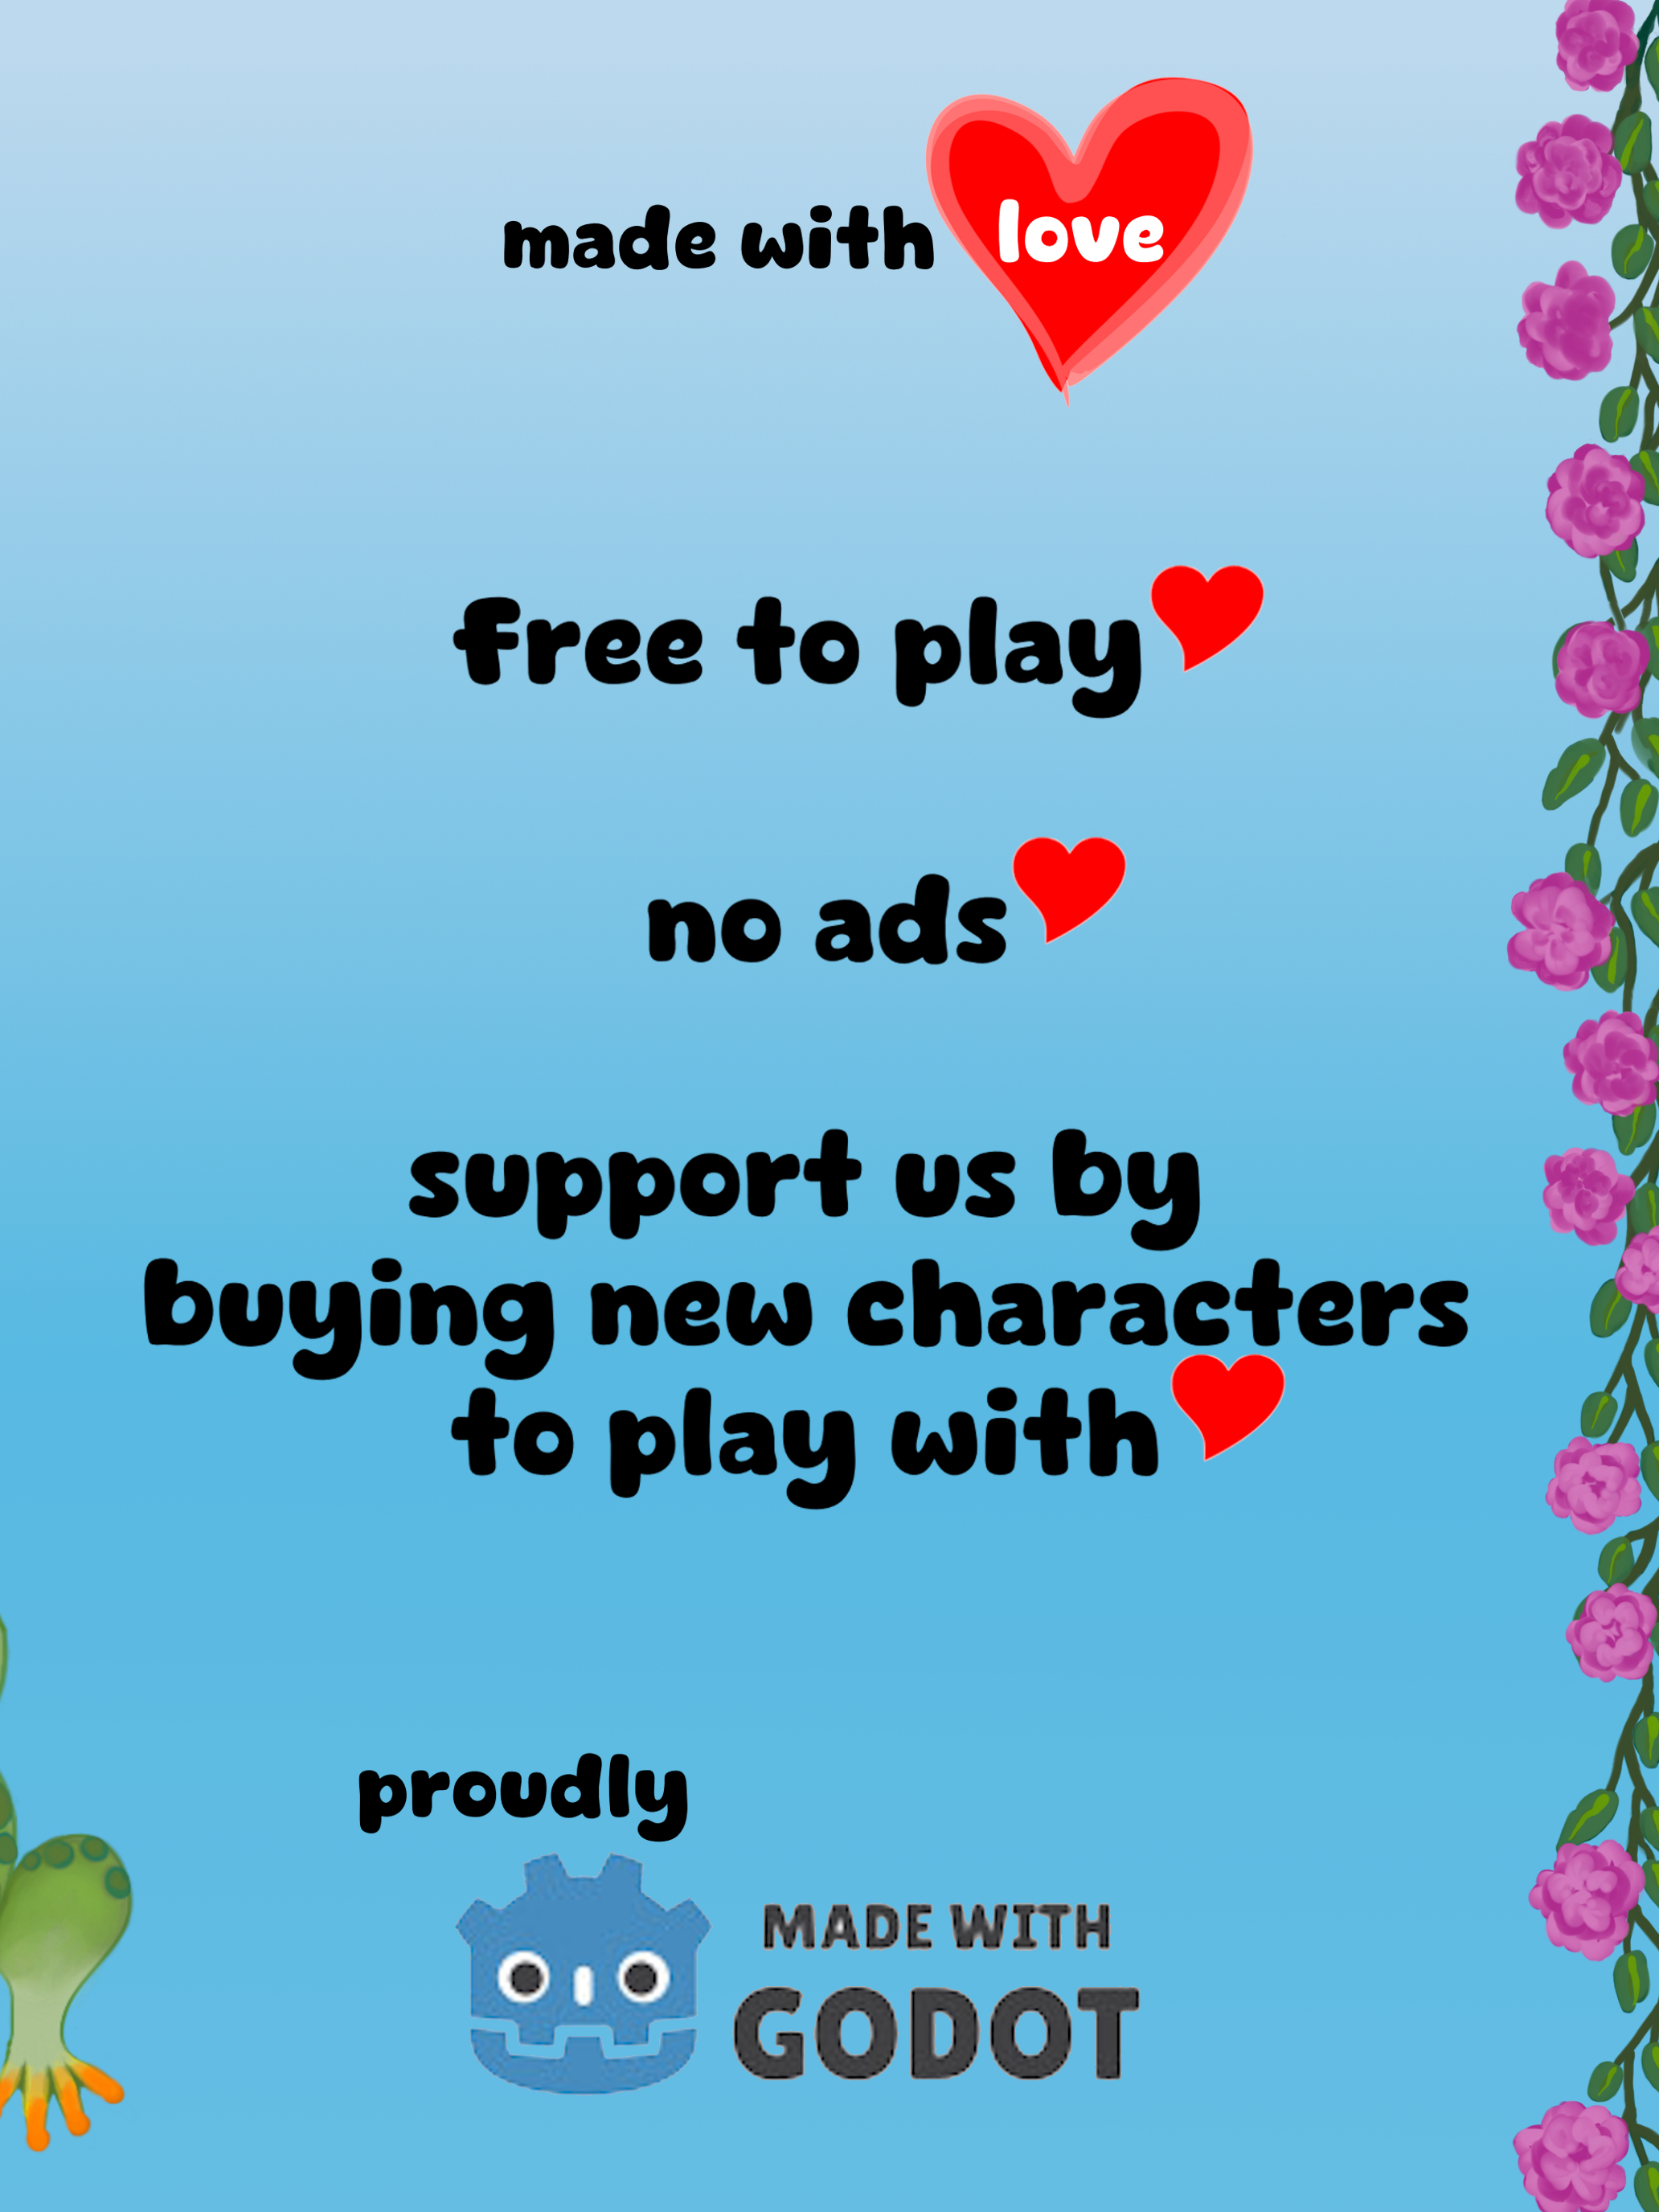 made with love
free to play
no ads
support us by
buying new characters
to play with
proudly
MADE WITH
GODOT